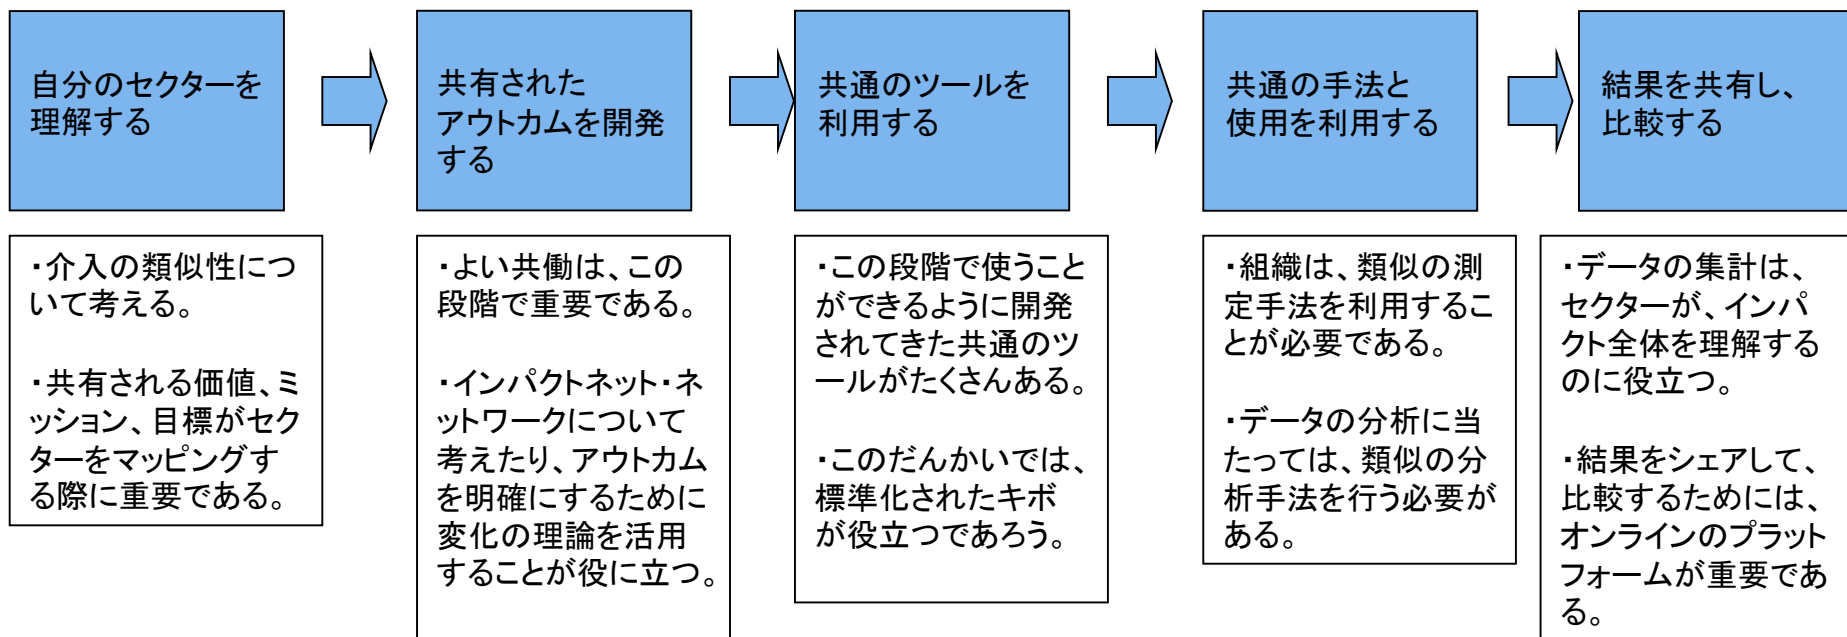 自分のセクターを
理解する
共有された
アウトカムを開発
する
共通のツールを
利用する
共通の手法と
使用を利用する
結果を共有し、
比較する
・介入の類似性につ
いて考える。
・共有される価値、ミ
ッション、目標がセク
ターをマッピングす
る際に重要である。
・よい共働は、この
段階で重要である。
・インパクトネット・ネ
ットワークについて
考えたり、アウトカム
を明確にするために
変化の理論を活用
することが役に立つ。
・この段階で使うこと
ができるように開発
されてきた共通のツ
ールがたくさんある。
・このだんかいでは、
標準化されたキボ
が役立つであろう。
・組織は、類似の測
定手法を利用するこ
とが必要である。
・データの分析に当
たっては、類似の分
析手法を行う必要が
ある。
・データの集計は、
セクターが、インパ
クト全体を理解する
のに役立つ。
・結果をシェアして、
比較するためには、
オンラインのプラット
フォームが重要であ
る。